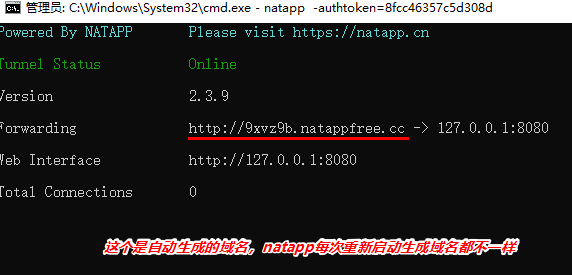 管理员: C:\Windows\System32\cmd.exe - natapp  -authtoken=8fcc46357c5d308d
Powered By NATAPP Please visit https://natapp.cn
Tunnel Status Online
Version 2.3.9
Forwarding http://9xvz9b.natappfree.cc -> 127.0.0.1:8080
Web Interface http://127.0.0.1:8080
Total Connections 0
这个是自动生成的域名，natapp每次重新启动生成域名都不一样